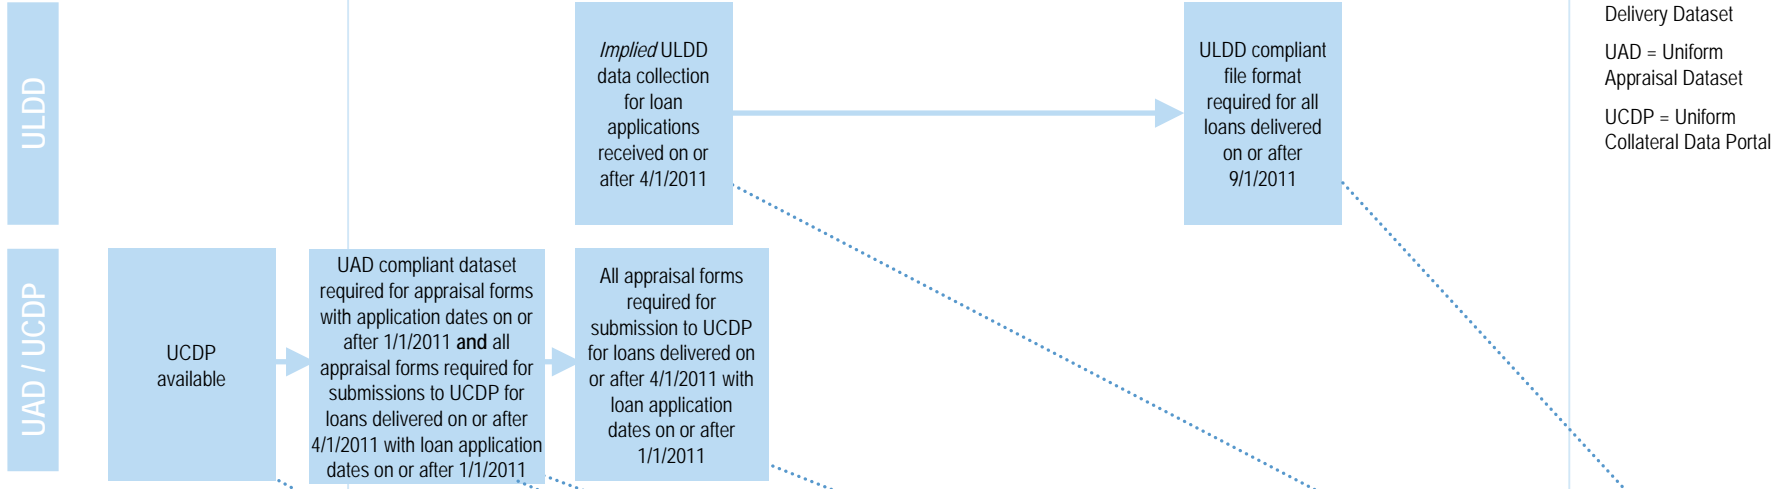 ULDD
Implied ULDD
data collection
for loan
applications
received on or
after 4/1/2011
ULDD compliant
file format
required for all
loans delivered
on or after
9/1/2011
Delivery Dataset
UAD = Uniform
Appraisal Dataset
UCDP = Uniform
Collateral Data Portal
UAD / UCDP
UCDP
available
UAD compliant dataset
required for appraisal forms
with application dates on or
after 1/1/2011 and all
appraisal forms required for
submissions to UCDP for
loans delivered on or after
4/1/2011 with loan application
dates on or after 1/1/2011
All appraisal forms
required for
submission to UCDP
for loans delivered on
or after 4/1/2011 with
loan application
dates on or after
1/1/2011